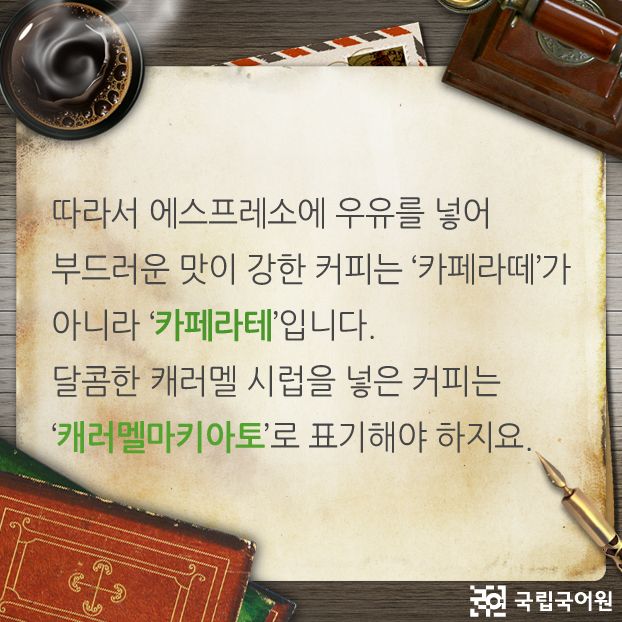 따라서 에스프레소에 우유를 넣어
부드러운 맛이 강한 커피는 ‘카페라떼’가
아니라 ‘카페라테’입니다.
달콤한 캐러멜 시럽을 넣은 커피는
‘캐러멜마키아토’로 표기해야 하지요.
국립국어원